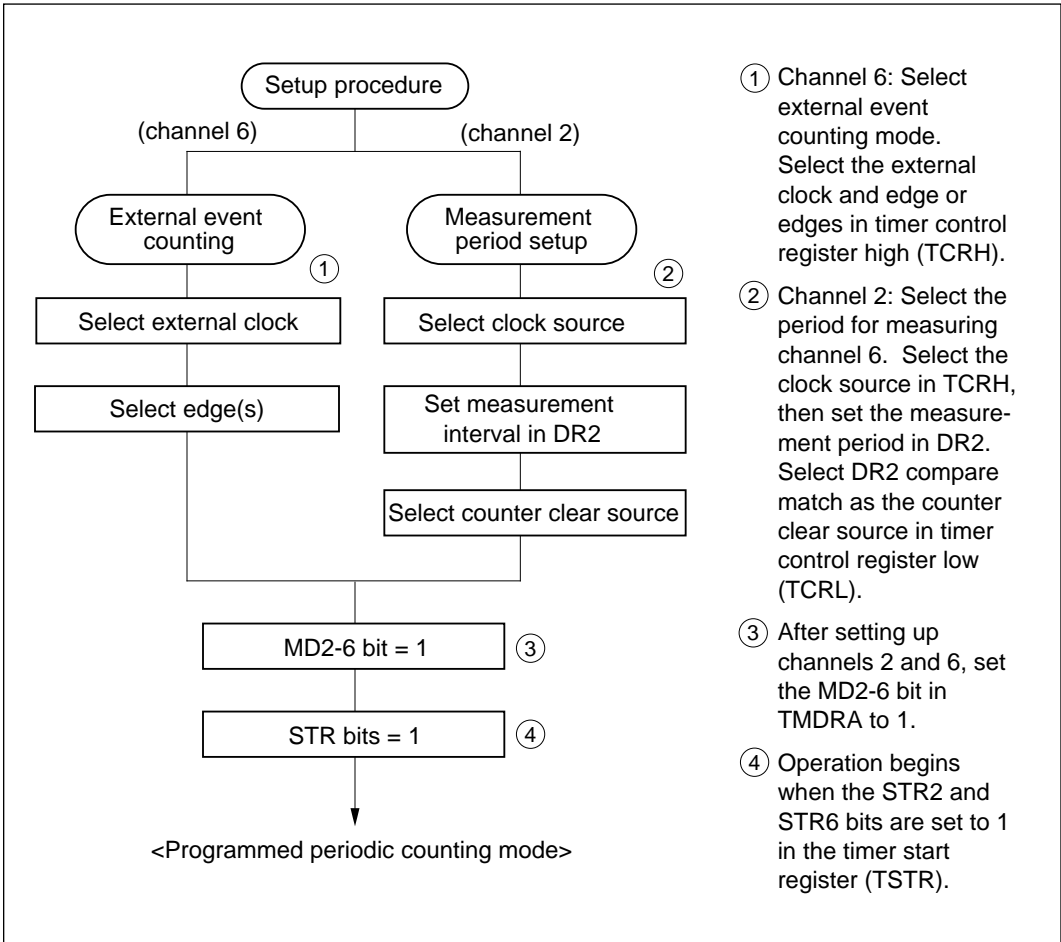 Setup procedure
(channel 6)
(channel 2)
External event
counting
Measurement
period setup
1
2
Select external clock
Select clock source
Select edge(s)
Set measurement
interval in DR2
Select counter clear source
MD2-6 bit = 1
3
STR bits = 1
4
<Programmed periodic counting mode>
1 Channel 6: Select
external event
counting mode.
Select the external
clock and edge or
edges in timer control
register high (TCRH).
2 Channel 2: Select the
period for measuring
channel 6. Select the
clock source in TCRH,
then set the measure-
ment period in DR2.
Select DR2 compare
match as the counter
clear source in timer
control register low
(TCRL).
3 After setting up
channels 2 and 6, set
the MD2-6 bit in
TMDRA to 1.
4 Operation begins
when the STR2 and
STR6 bits are set to 1
in the timer start
register (TSTR).